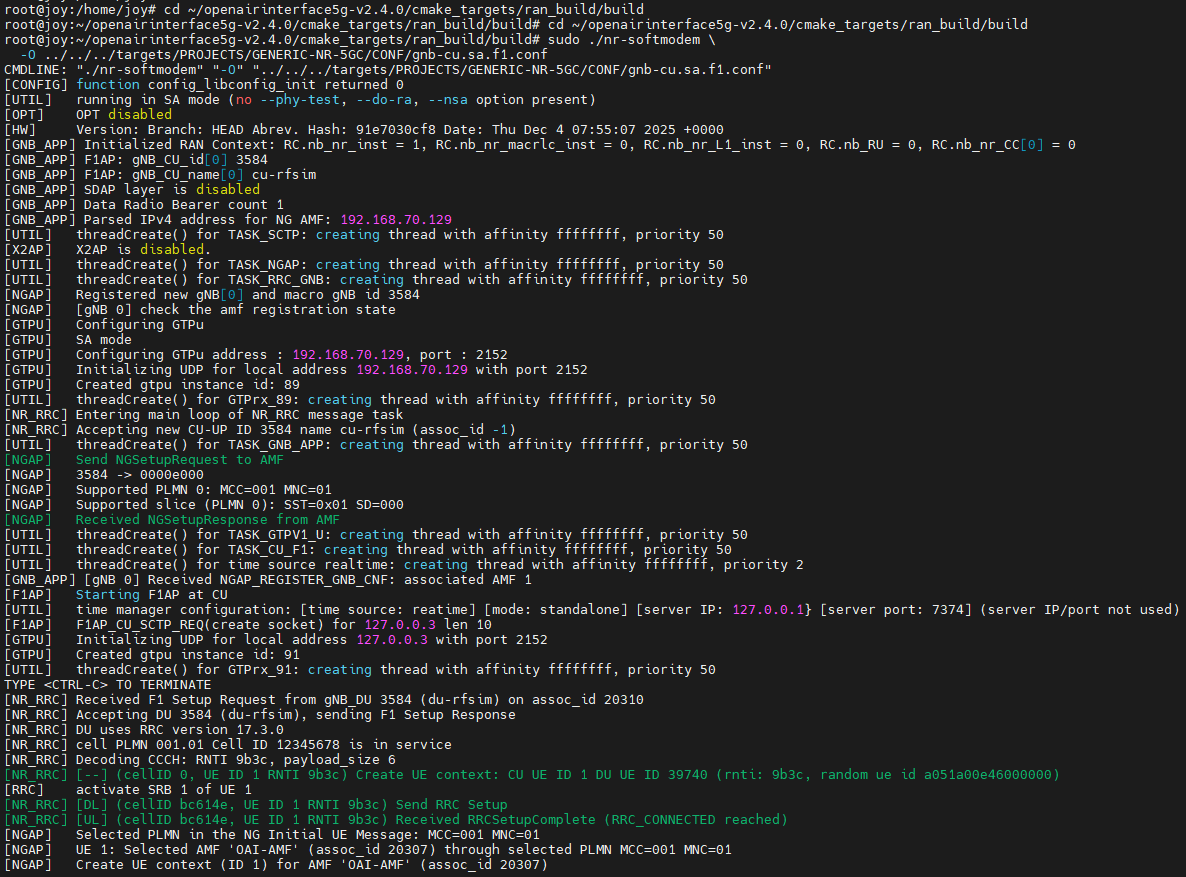 root@joy:/home/joy# cd ~/openairinterface5g-v2.4.0/cmake_targets/ran_build/build
root@joy:~/openairinterface5g-v2.4.0/cmake_targets/ran_build/build# cd ~/openairinterface5g-v2.4.0/cmake_targets/ran_build/build
root@joy:~/openairinterface5g-v2.4.0/cmake_targets/ran_build/build# sudo ./nr-softmodem \
  -O ../../../targets/PROJECTS/GENERIC-NR-5GC/CONF/gnb-cu.sa.f1.conf
CMDLINE: "./nr-softmodem" "-O" "../../../targets/PROJECTS/GENERIC-NR-5GC/CONF/gnb-cu.sa.f1.conf"
[CONFIG] function config_libconfig_init returned 0
[UTIL]   running in SA mode (no --phy-test, --do-ra, --nsa option present)
[OPT]    OPT disabled
[HW]     Version: Branch: HEAD Abrev. Hash: 91e7030cf8 Date: Thu Dec 4 07:55:07 2025 +0000
[GNB_APP] Initialized RAN Context: RC.nb_nr_inst = 1, RC.nb_nr_macrlc_inst = 0, RC.nb_nr_L1_inst = 0, RC.nb_RU = 0, RC.nb_nr_CC[0] = 0
[GNB_APP] F1AP: gNB_CU_id[0] 3584
[GNB_APP] F1AP: gNB_CU_name[0] cu-rfsim
[GNB_APP] SDAP layer is disabled
[GNB_APP] Data Radio Bearer count 1
[GNB_APP] Parsed IPv4 address for NG AMF: 192.168.70.129
[UTIL]   threadCreate() for TASK_SCTP: creating thread with affinity ffffffff, priority 50
[X2AP]   X2AP is disabled.
[UTIL]   threadCreate() for TASK_NGAP: creating thread with affinity ffffffff, priority 50
[UTIL]   threadCreate() for TASK_RRC_GNB: creating thread with affinity ffffffff, priority 50
[NGAP]   Registered new gNB[0] and macro gNB id 3584
[NGAP]   [gNB 0] check the amf registration state
[GTPU]   Configuring GTPu
[GTPU]   SA mode
[GTPU]   Configuring GTPu address : 192.168.70.129, port : 2152
[GTPU]   Initializing UDP for local address 192.168.70.129 with port 2152
[GTPU]   Created gtpu instance id: 89
[UTIL]   threadCreate() for GTPrx_89: creating thread with affinity ffffffff, priority 50
[NR_RRC] Entering main loop of NR_RRC message task
[NR_RRC] Accepting new CU-UP ID 3584 name cu-rfsim (assoc_id -1)
[UTIL]   threadCreate() for TASK_GNB_APP: creating thread with affinity ffffffff, priority 50
[NGAP]   Send NGSetupRequest to AMF
[NGAP]   3584 -> 0000e000
[NGAP]   Supported PLMN 0: MCC=001 MNC=01
[NGAP]   Supported slice (PLMN 0): SST=0x01 SD=000
[NGAP]   Received NGSetupResponse from AMF
[UTIL]   threadCreate() for TASK_GTPV1_U: creating thread with affinity ffffffff, priority 50
[UTIL]   threadCreate() for TASK_CU_F1: creating thread with affinity ffffffff, priority 50
[UTIL]   threadCreate() for time source realtime: creating thread with affinity ffffffff, priority 2
[GNB_APP] [gNB 0] Received NGAP_REGISTER_GNB_CNF: associated AMF 1
[F1AP]   Starting F1AP at CU
[UTIL]   time manager configuration: [time source: reatime] [mode: standalone] [server IP: 127.0.0.1} [server port: 7374] (server IP/port not used)
[F1AP]   F1AP_CU_SCTP_REQ(create socket) for 127.0.0.3 len 10
[GTPU]   Initializing UDP for local address 127.0.0.3 with port 2152
[GTPU]   Created gtpu instance id: 91
[UTIL]   threadCreate() for GTPrx_91: creating thread with affinity ffffffff, priority 50
TYPE <CTRL-C> TO TERMINATE
[NR_RRC] Received F1 Setup Request from gNB_DU 3584 (du-rfsim) on assoc_id 20310
[NR_RRC] Accepting DU 3584 (du-rfsim), sending F1 Setup Response
[NR_RRC] DU uses RRC version 17.3.0
[NR_RRC] cell PLMN 001.01 Cell ID 12345678 is in service
[NR_RRC] Decoding CCCH: RNTI 9b3c, payload_size 6
[NR_RRC] [--] (cellID 0, UE ID 1 RNTI 9b3c) Create UE context: CU UE ID 1 DU UE ID 39740 (rnti: 9b3c, random ue id a051a00e46000000)
[RRC]    activate SRB 1 of UE 1
[NR_RRC] [DL] (cellID bc614e, UE ID 1 RNTI 9b3c) Send RRC Setup
[NR_RRC] [UL] (cellID bc614e, UE ID 1 RNTI 9b3c) Received RRCSetupComplete (RRC_CONNECTED reached)
[NGAP]   Selected PLMN in the NG Initial UE Message: MCC=001 MNC=01
[NGAP]   UE 1: Selected AMF 'OAI-AMF' (assoc_id 20307) through selected PLMN MCC=001 MNC=01
[NGAP]   Create UE context (ID 1) for AMF 'OAI-AMF' (assoc_id 20307)